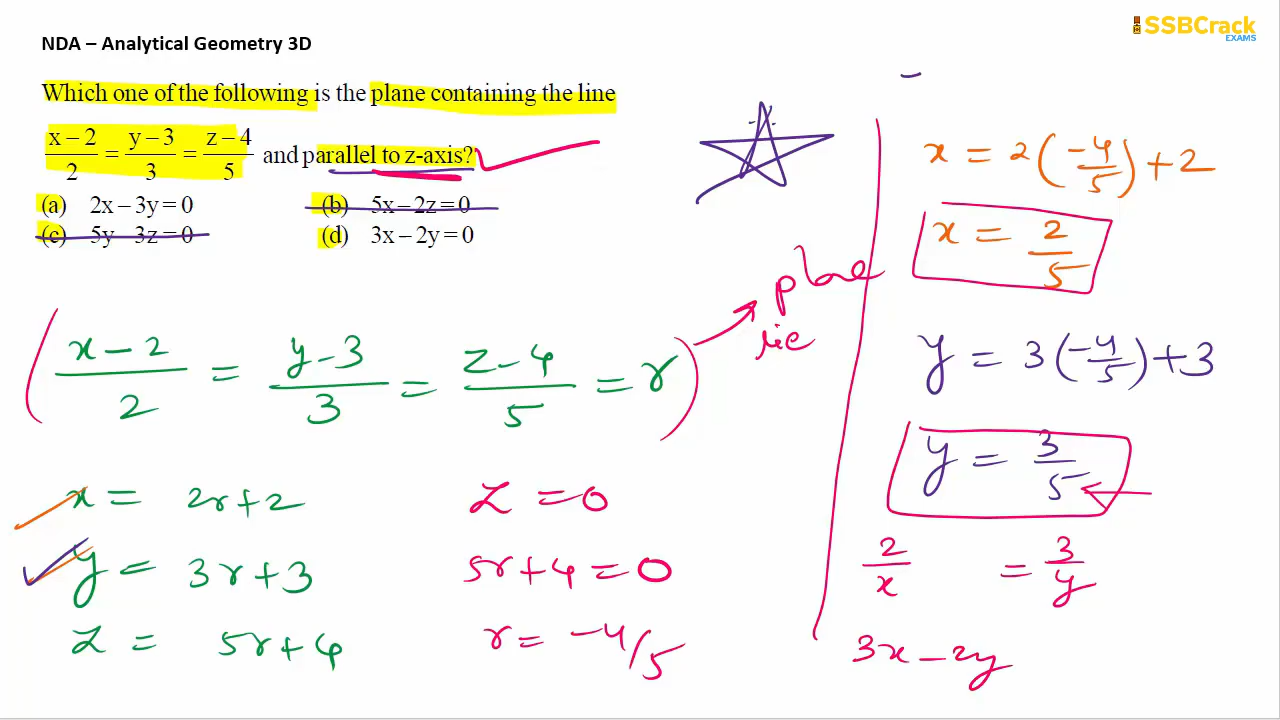 SSBCrack
EXAMS
NDA – Analytical Geometry 3D
Which one of the following is the plane containing the line
x – 2 / 2 = y – 3 / 3 = z – 4 / 5 and parallel to z-axis?
(a) 2x – 3y = 0 (b) 5x – 2z = 0
(c) 5y – 3z = 0 (d) 3x – 2y = 0
( x – 2 / 2 = y – 3 / 3 = z – 4 / 5 = r ) → plane
lie
x = 2r + 2
y = 3r + 3
z = 5r + 4
z = 0
5r + 4 = 0
r = -4/5
x = 2(-4/5) + 2
x = 2/5
y = 3(-4/5) + 3
y = 3/5
2/x = 3/y
3x – 2y